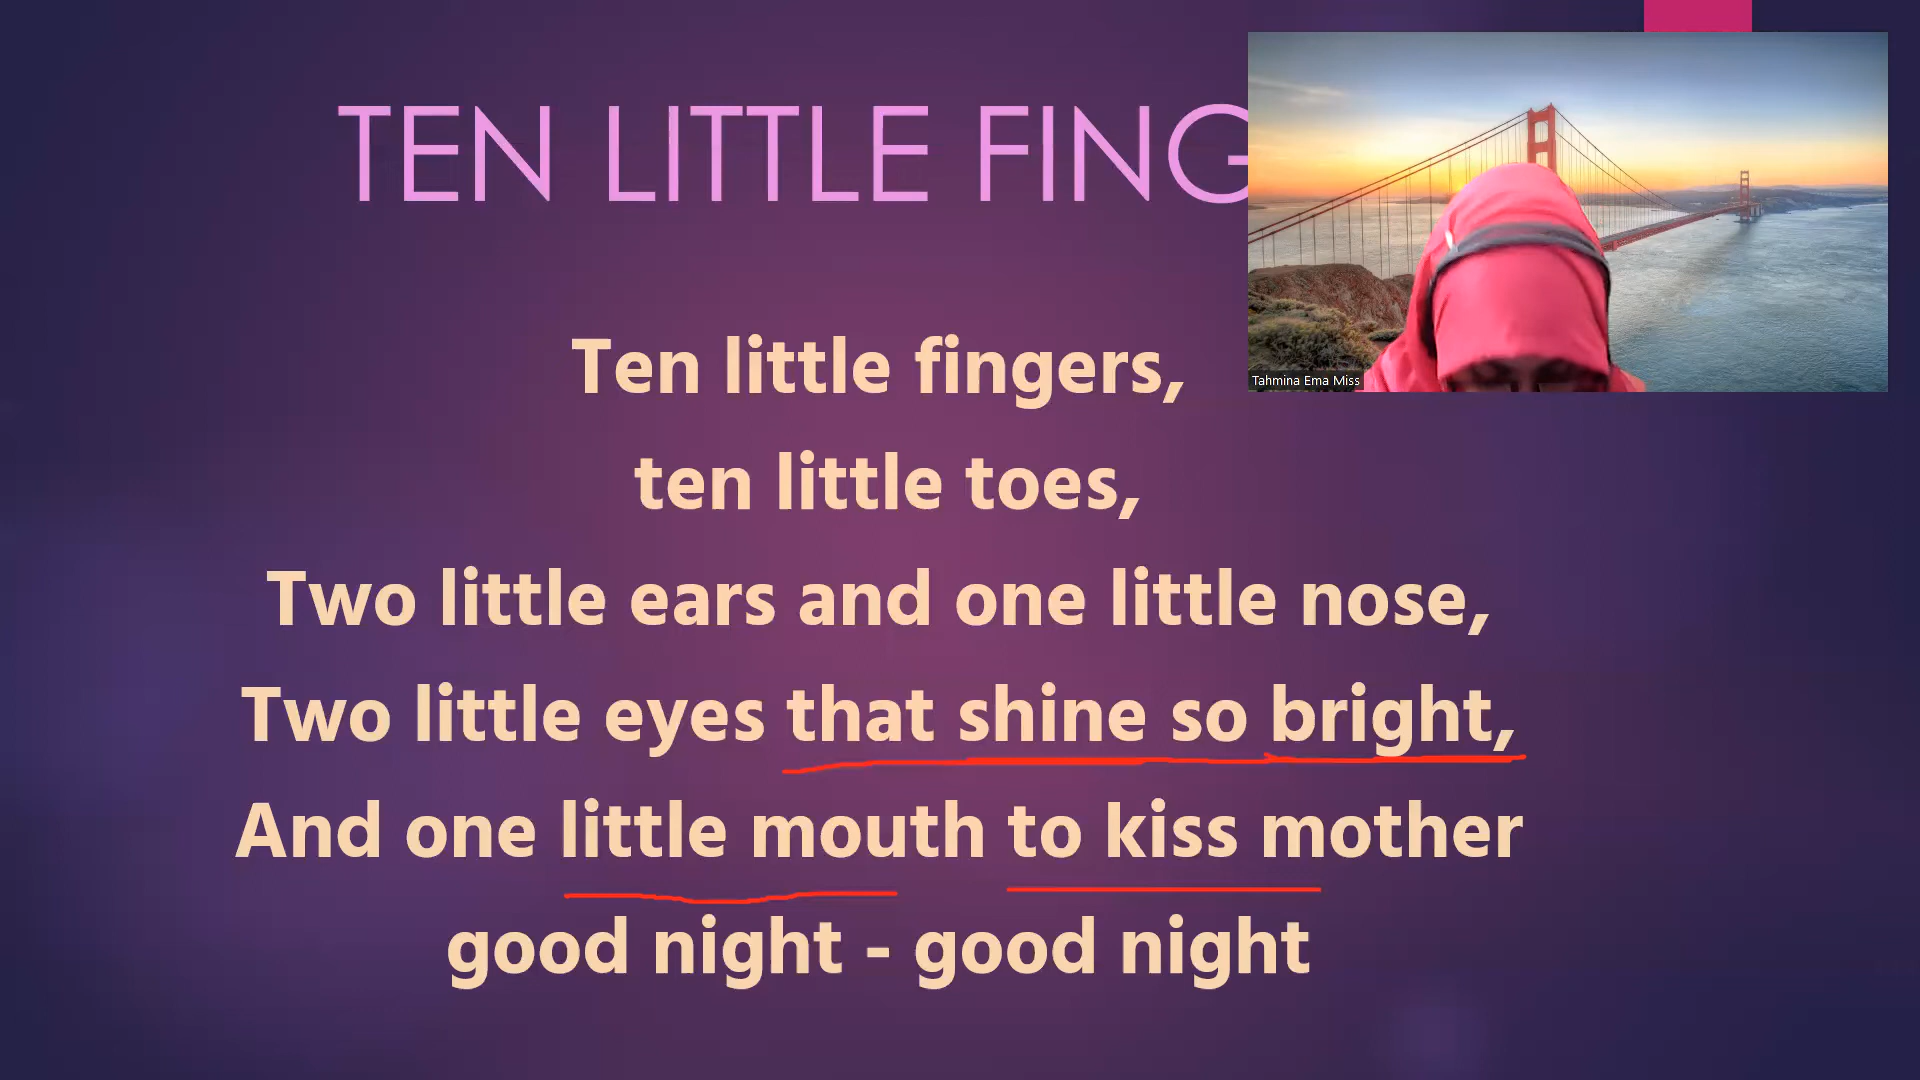 TEN LITTLE FING
Tahmina Ema Miss
Ten little fingers,
ten little toes,
Two little ears and one little nose,
Two little eyes that shine so bright,
And one little mouth to kiss mother
good night - good night